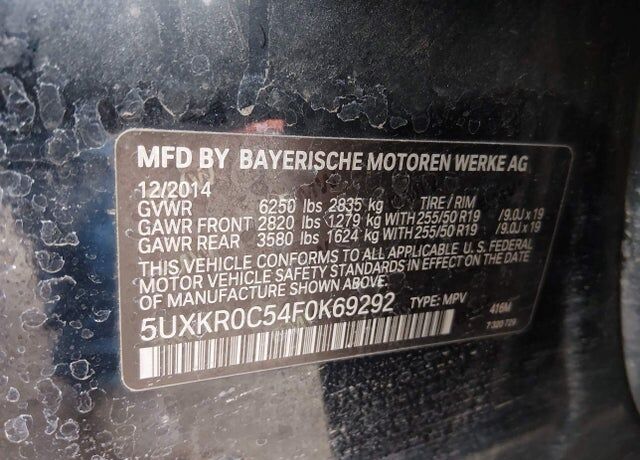 MFD BY BAYERISCHE MOTOREN WERKE AG
12/2014
GVWR 6250 lbs 2835 kg TIRE / RIM
GAWR FRONT 2820 lbs 1279 kg WITH 255/50 R19 /9.0J x 19
GAWR REAR 3580 lbs 1624 kg WITH 255/50 R19 /9.0J x 19
THIS VEHICLE CONFORMS TO ALL APPLICABLE U. S. FEDERAL
MOTOR VEHICLE SAFETY STANDARDS IN EFFECT ON THE DATE
OF MANUFACTURE SHOWN ABOVE.
5UXKR0C54F0K69292 TYPE: MPV 416M
7 320 729